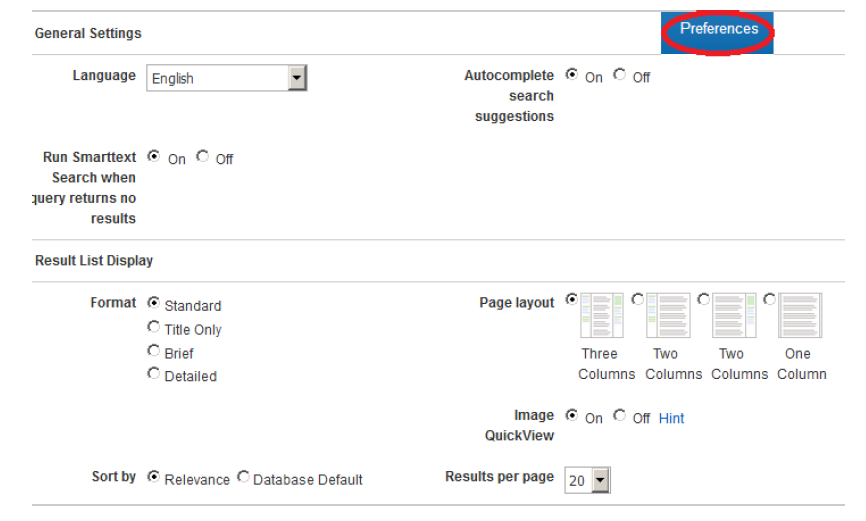 General Settings
Preferences
Language
English
Autocomplete
search
suggestions
On Off
Run Smarttext
Search when
query returns no
results
On Off
Result List Display
Format
Standard
Title Only
Brief
Detailed
Page layout
Three Columns
Two Columns
Two Columns
One Column
Image
QuickView
On Off Hint
Sort by
Relevance Database Default
Results per page
20